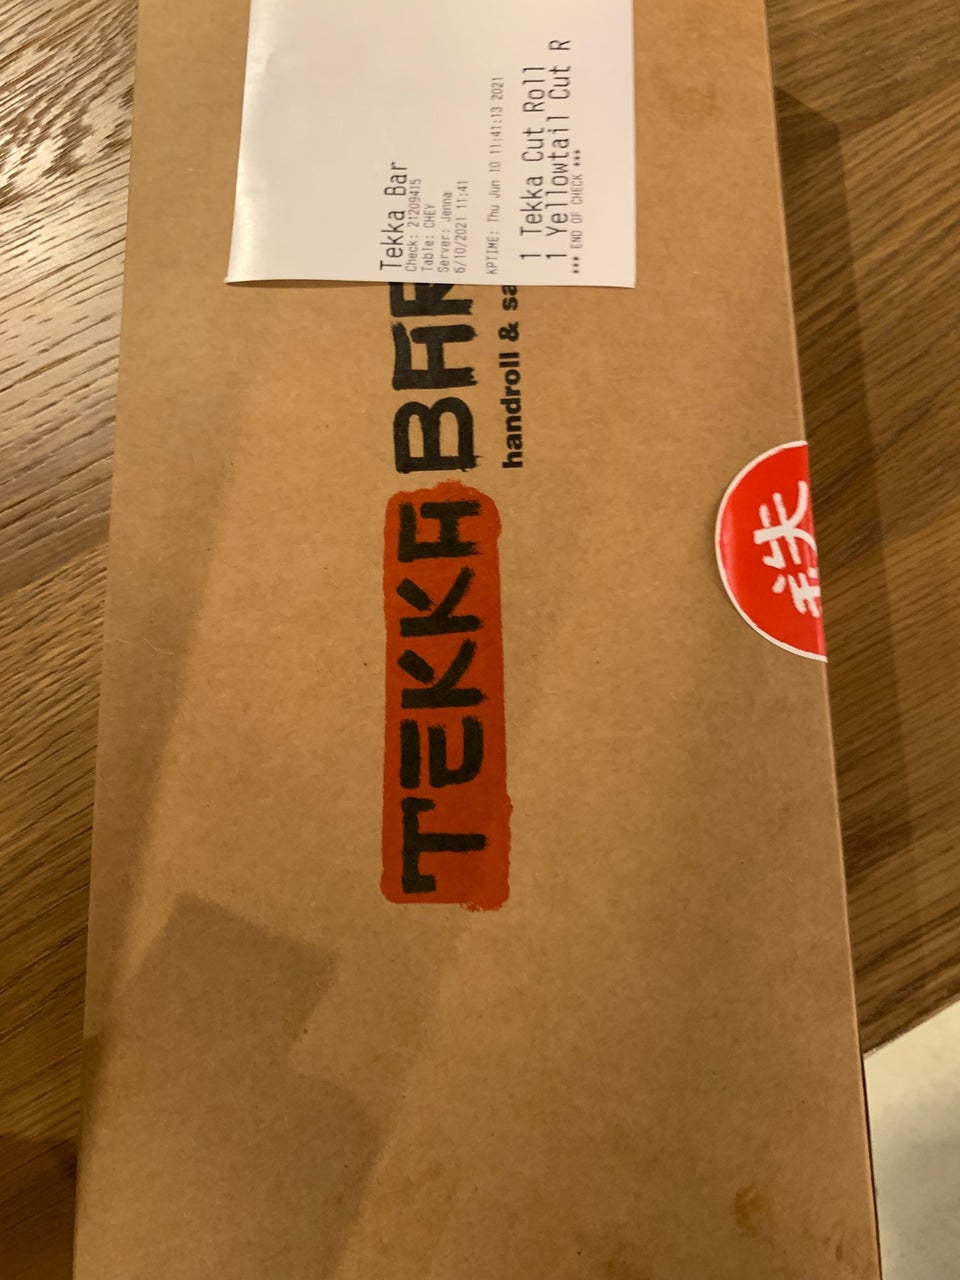 Tekka Bar
Check: 21209415
Table: CHEY
Server: Jenna
6/10/2021 11:41
KPTIME: Thu Jun 10 11:41:13 2021
1 Tekka Cut Roll
1 Yellowtail Cut R
*** END OF CHECK ***
TEKKA BAR
handroll & sa